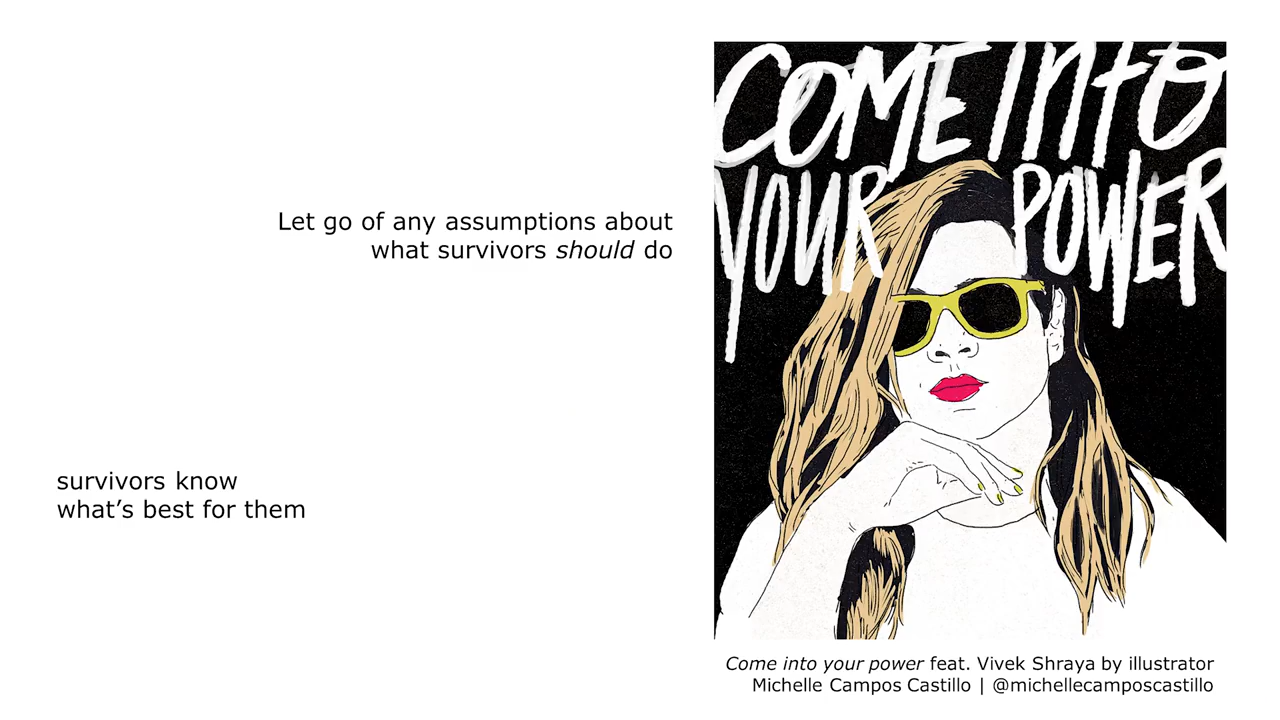 Let go of any assumptions about
what survivors should do
survivors know
what’s best for them
COME INTO
YOUR POWER
Come into your power feat. Vivek Shraya by illustrator
Michelle Campos Castillo | @michellecamposcastillo